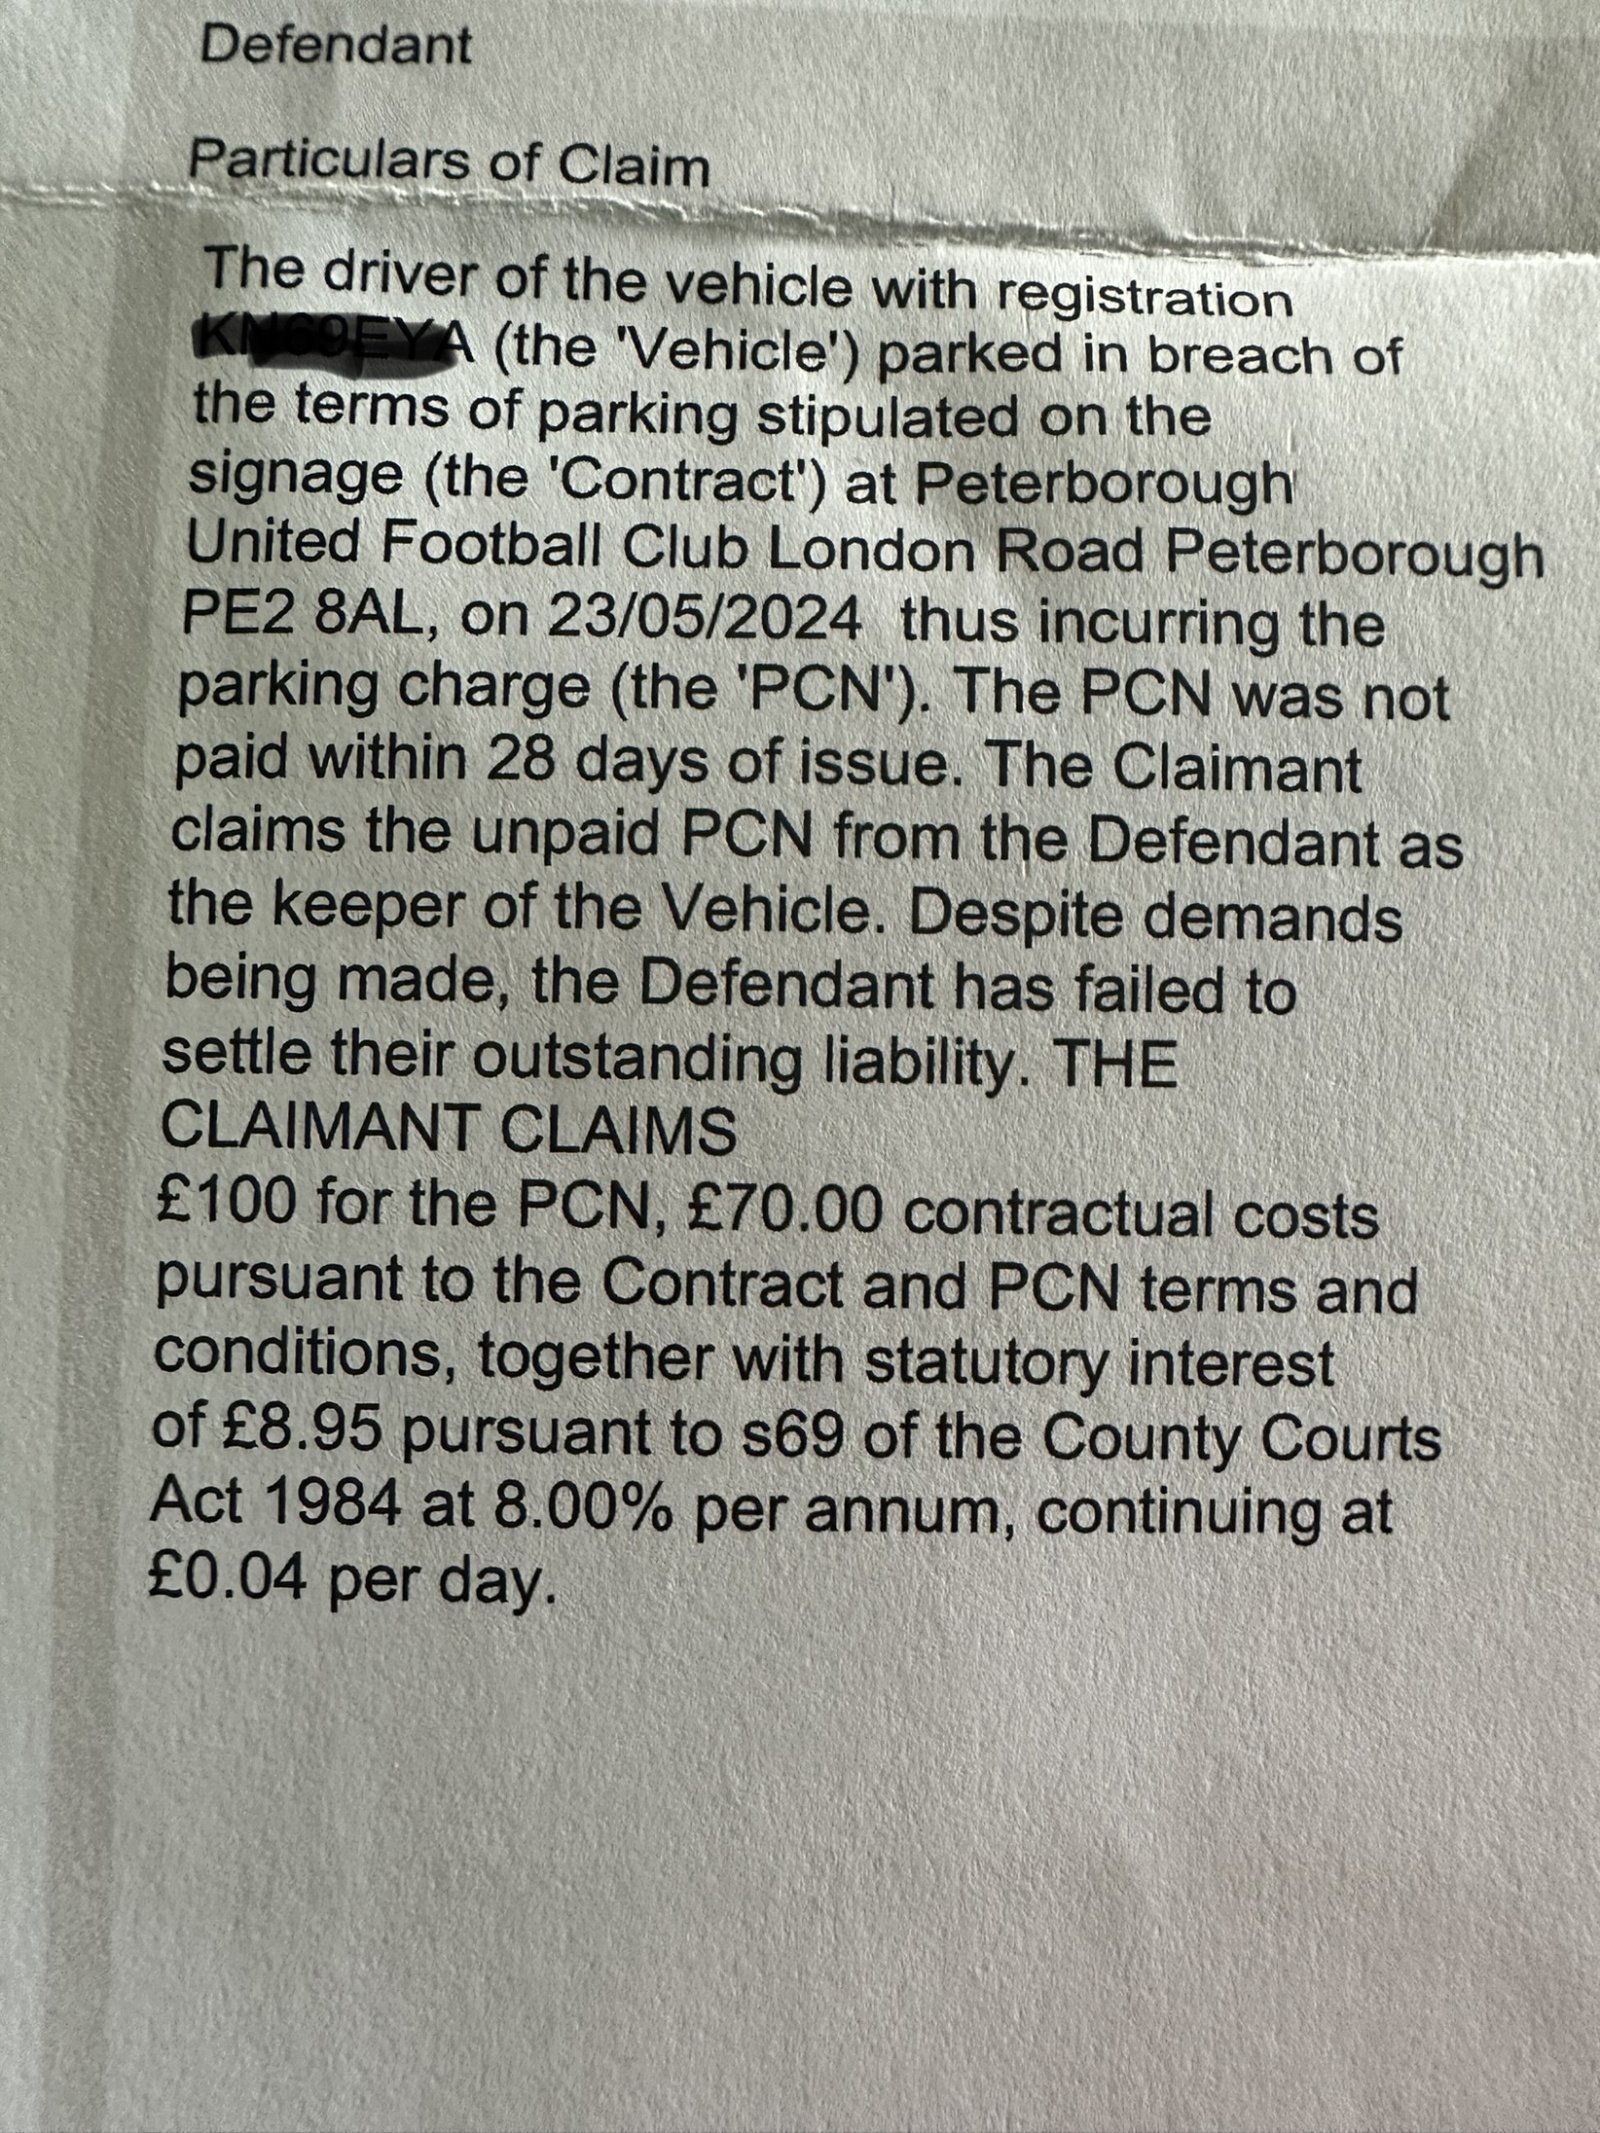 Defendant
Particulars of Claim
The driver of the vehicle with registration
(the 'Vehicle') parked in breach of
the terms of parking stipulated on the
signage (the 'Contract') at Peterborough
United Football Club London Road Peterborough
PE2 8AL, on 23/05/2024 thus incurring the
parking charge (the 'PCN'). The PCN was not
paid within 28 days of issue. The Claimant
claims the unpaid PCN from the Defendant as
the keeper of the Vehicle. Despite demands
being made, the Defendant has failed to
settle their outstanding liability. THE
CLAIMANT CLAIMS
£100 for the PCN, £70.00 contractual costs
pursuant to the Contract and PCN terms and
conditions, together with statutory interest
of £8.95 pursuant to s69 of the County Courts
Act 1984 at 8.00% per annum, continuing at
£0.04 per day.